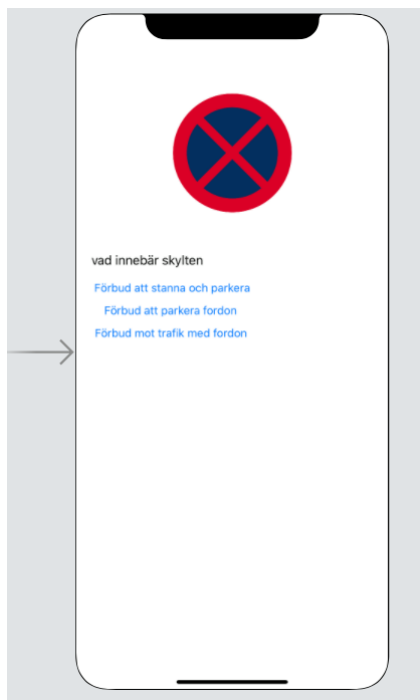 vad innebär skylten
Förbud att stanna och parkera
Förbud att parkera fordon
Förbud mot trafik med fordon